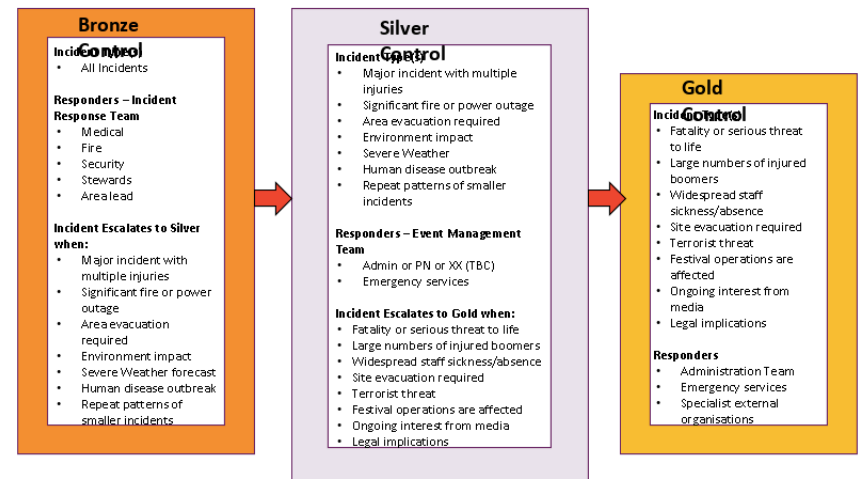 Bronze
Control
Incident Type(s)
• All Incidents
Responders – Incident
Response Team
• Medical
• Fire
• Security
• Stewards
• Area lead
Incident Escalates to Silver
when:
• Major incident with
multiple injuries
• Significant fire or power
outage
• Area evacuation
required
• Environment impact
• Severe Weather forecast
• Human disease outbreak
• Repeat patterns of
smaller incidents
Silver
Control
Incident Type(s)
• Major incident with multiple
injuries
• Significant fire or power outage
• Area evacuation required
• Environment impact
• Severe Weather
• Human disease outbreak
• Repeat patterns of smaller
incidents
Responders – Event Management
Team
• Admin or PN or XX (TBC)
• Emergency services
Incident Escalates to Gold when:
• Fatality or serious threat to life
• Large numbers of injured boomers
• Widespread staff sickness/absence
• Site evacuation required
• Terrorist threat
• Festival operations are affected
• Ongoing interest from media
• Legal implications
Gold
Control
Incident Type(s)
• Fatality or serious threat
to life
• Large numbers of injured
boomers
• Widespread staff
sickness/absence
• Site evacuation required
• Terrorist threat
• Festival operations are
affected
• Ongoing interest from
media
• Legal implications
Responders
• Administration Team
• Emergency services
• Specialist external
organisations